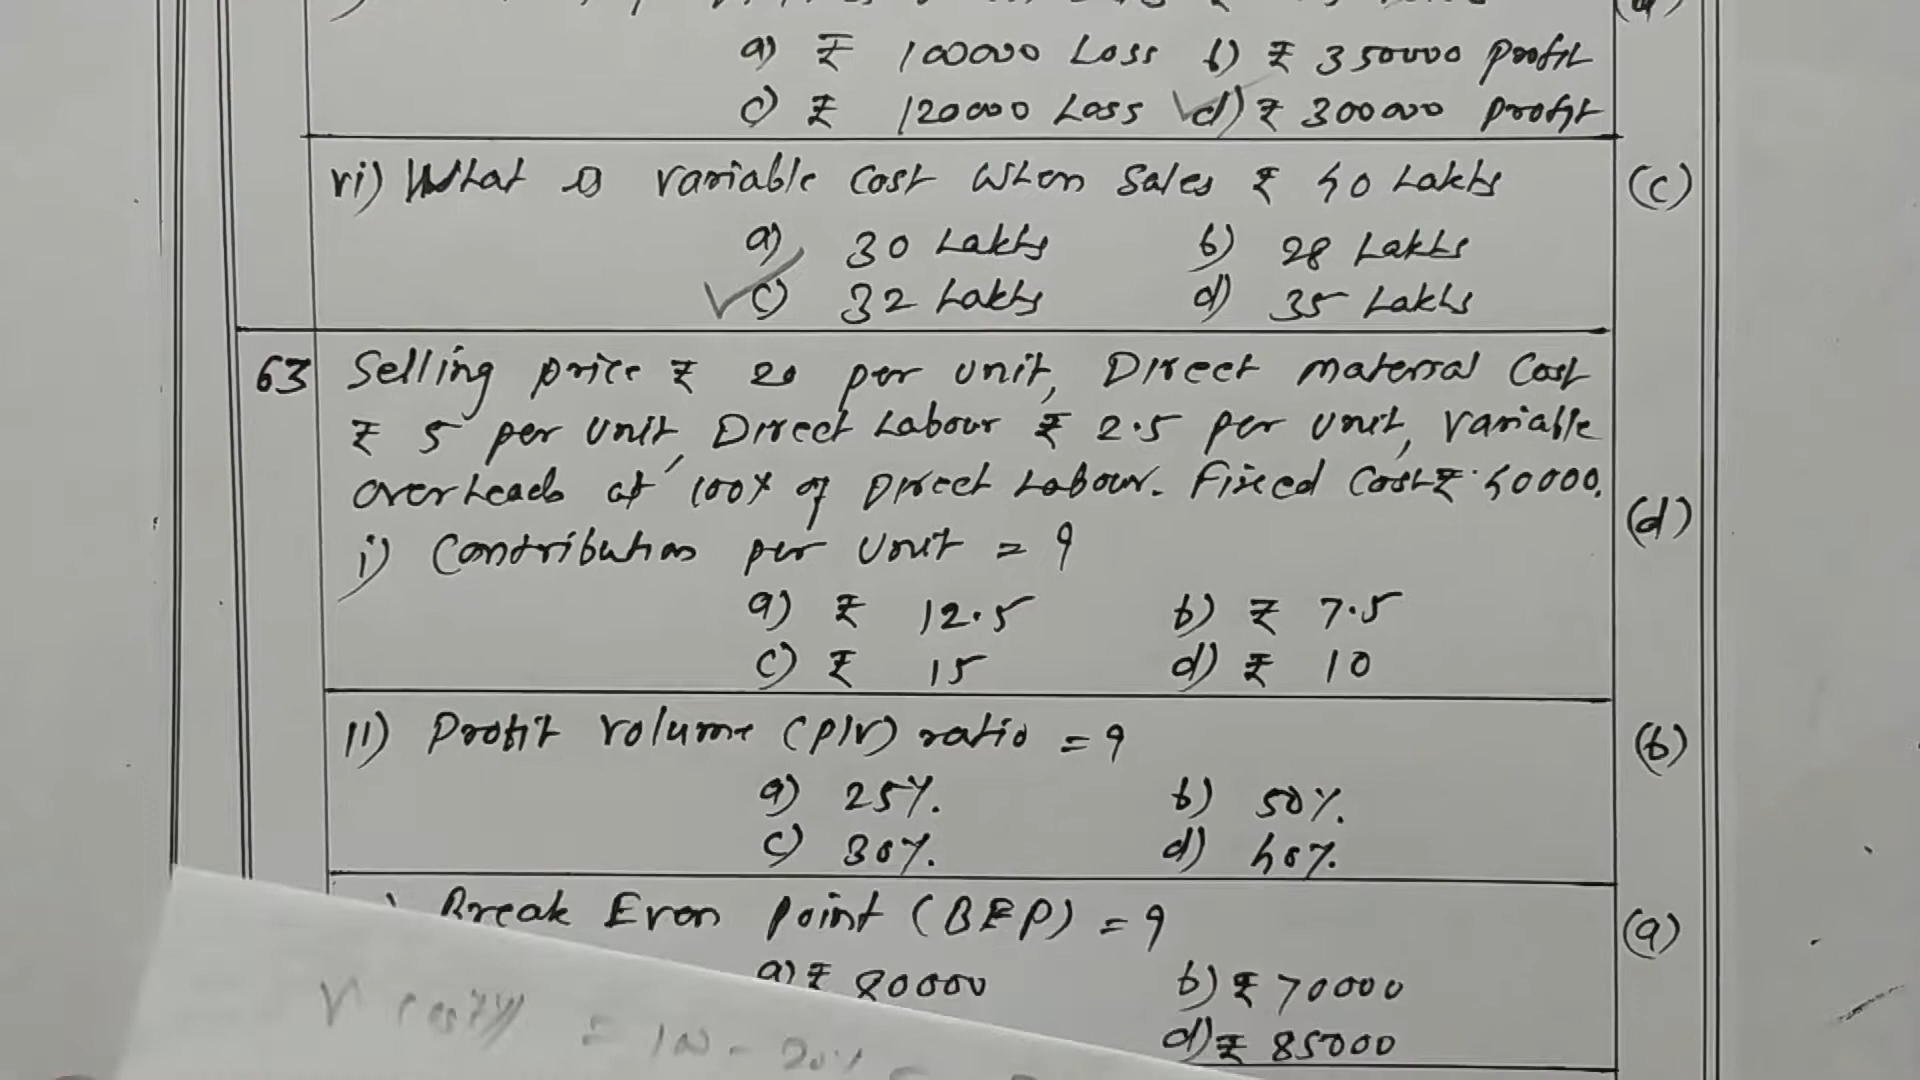 a) ₹ 100000 Loss b) ₹ 350000 profit
c) ₹ 120000 Loss d) ₹ 300000 profit
vi) What is variable cost when sales ₹ 40 Lakhs (c)
a) 30 Lakhs b) 28 Lakhs
c) 32 Lakhs d) 35 Lakhs
63 Selling price ₹ 20 per unit, Direct material Cost
₹ 5 per unit, Direct Labour ₹ 2.5 per unit, variable
overheads at 100% of Direct Labour. Fixed Cost ₹. 40000.
i) Contribution per unit = ? (d)
a) ₹ 12.5 b) ₹ 7.5
c) ₹ 15 d) ₹ 10
ii) Profit volume (P/V) ratio = ? (b)
a) 25%. b) 50%.
c) 30%. d) 40%.
) Break Even point (BEP) = ? (a)
a) ₹ 80000 b) ₹ 70000
d) ₹ 85000
= 100 - 20%